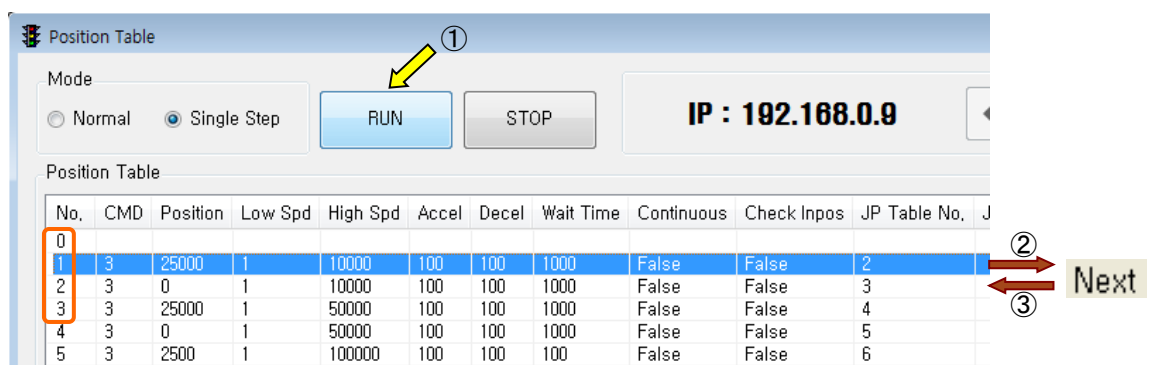 Position Table
①
Mode
Normal Single Step RUN STOP IP : 192.168.0.9
Position Table
No, CMD Position Low Spd High Spd Accel Decel Wait Time Continuous Check Inpos JP Table No, J
0
1 3 25000 1 10000 100 100 1000 False False 2
2 3 0 1 10000 100 100 1000 False False 3
3 3 25000 1 50000 100 100 1000 False False 4
4 3 0 1 50000 100 100 1000 False False 5
5 3 2500 1 100000 100 100 100 False False 6
②
Next
③